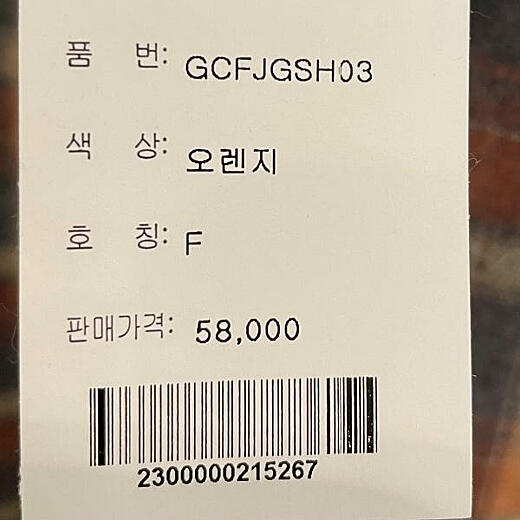 품 번: GCFJGSH03
색 상: 오렌지
호 칭: F
판매가격: 58,000
2300000215267